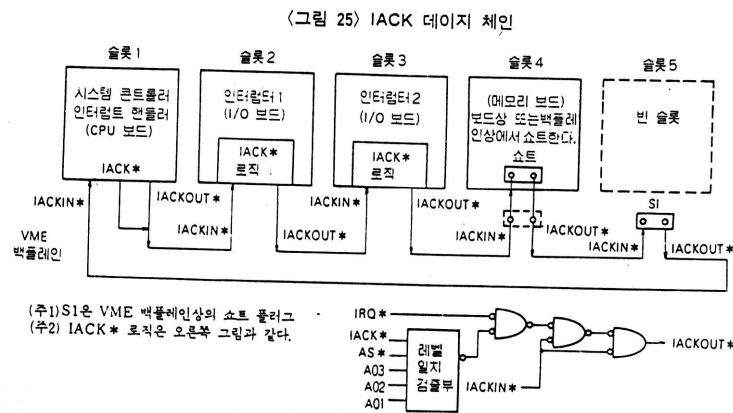 〈그림 25〉 IACK 데이지 체인
슬롯1
슬롯2
슬롯3
슬롯4
슬롯5
시스템 콘트롤러
인터럽트 핸들러
(CPU 보드)
IACK*
인터럽터1
(I/O 보드)
IACK*
로직
인터럽터2
(I/O 보드)
IACK*
로직
(메모리 보드)
보드상 또는백플레
인상에서쇼트한다.
쇼트
빈 슬롯
SI
IACKIN*
IACKOUT*
IACKIN*
IACKOUT*
IACKIN*
IACKOUT*
IACKIN*
IACKOUT*
IACKIN*
IACKOUT*
VME
백플레인
(주1)S1은 VME 백플레인상의 쇼트 플러그
(주2) IACK* 로직은 오른쪽 그림과 같다.
IRQ*
IACK*
AS*
A03
A02
A01
레벨
일치
검출부
IACKIN*
IACKOUT*